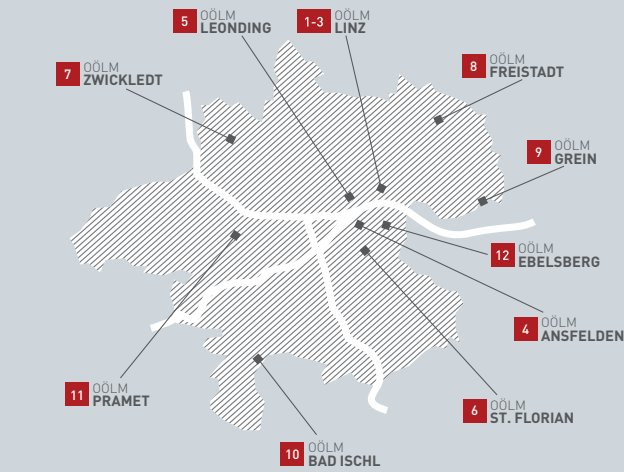 5 OÖLM
LEONDING
1-3 OÖLM
LINZ
7 OÖLM
ZWICKLEDT
8 OÖLM
FREISTADT
9 OÖLM
GREIN
12 OÖLM
EBELSBERG
4 OÖLM
ANSFELDEN
11 OÖLM
PRAMET
6 OÖLM
ST. FLORIAN
10 OÖLM
BAD ISCHL